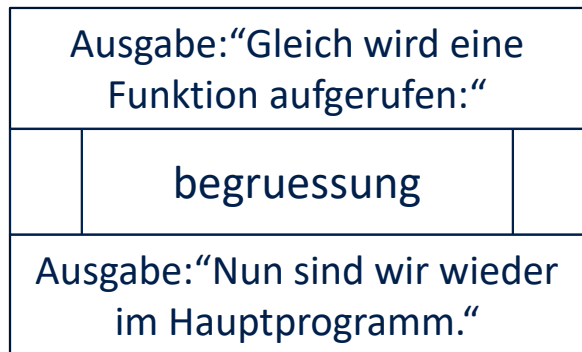 Ausgabe:“Gleich wird eine
Funktion aufgerufen:“
begruessung
Ausgabe:“Nun sind wir wieder
im Hauptprogramm.“